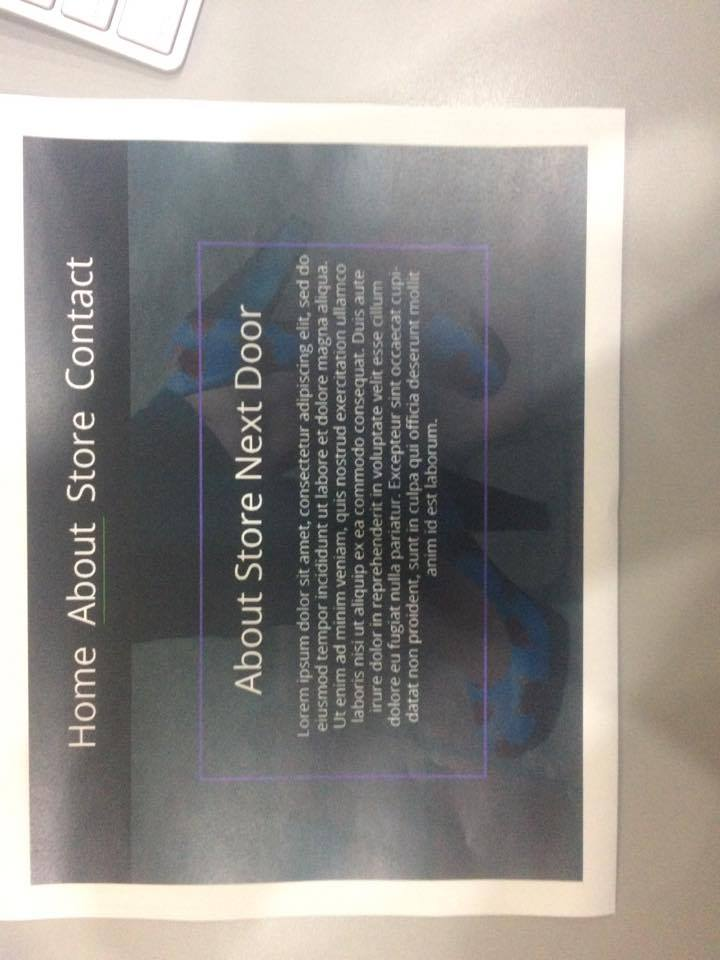 Home About Store Contact
About Store Next Door
Lorem ipsum dolor sit amet, consectetur adipiscing elit, sed do
eiusmod tempor incididunt ut labore et dolore magna aliqua.
Ut enim ad minim veniam, quis nostrud exercitation ullamco
laboris nisi ut aliquip ex ea commodo consequat. Duis aute
irure dolor in reprehenderit in voluptate velit esse cillum
dolore eu fugiat nulla pariatur. Excepteur sint occaecat cupi-
datat non proident, sunt in culpa qui officia deserunt mollit
anim id est laborum.